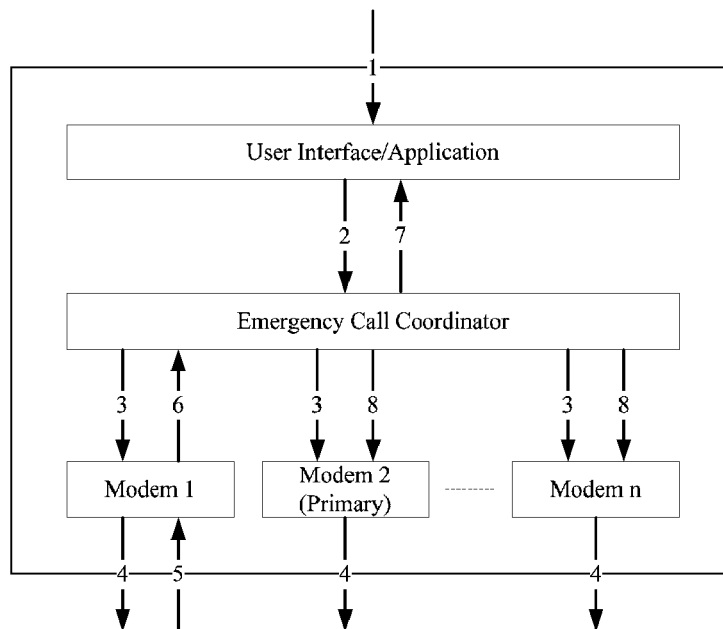 1
User Interface/Application
2
7
Emergency Call Coordinator
3
6
3
8
3
8
Modem 1
Modem 2
(Primary)
Modem n
4
5
4
4